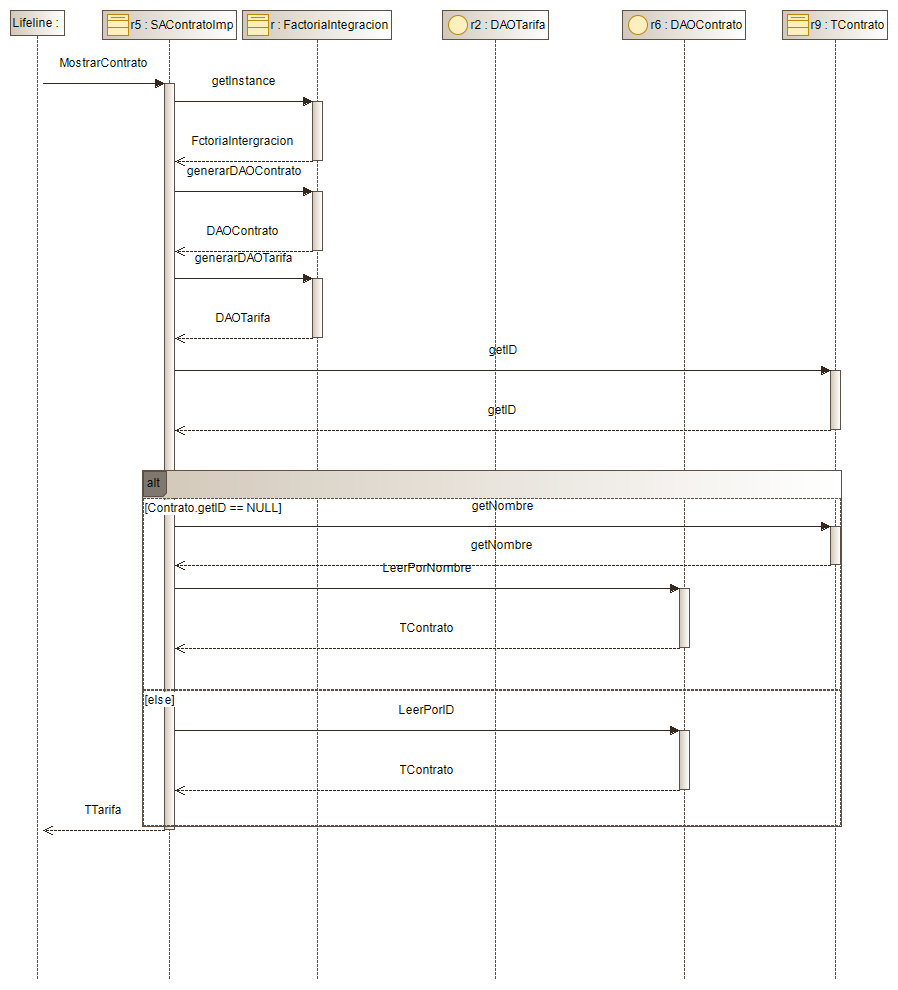 Lifeline :
r5 : SAContratoImp
r : FactoriaIntegracion
r2 : DAOTarifa
r6 : DAOContrato
r9 : TContrato
MostrarContrato
getInstance
FctoriaIntergracion
generarDAOContrato
DAOContrato
generarDAOTarifa
DAOTarifa
getID
getID
alt
[Contrato.getID == NULL]
getNombre
getNombre
LeerPorNombre
TContrato
[else]
LeerPorID
TContrato
TTarifa